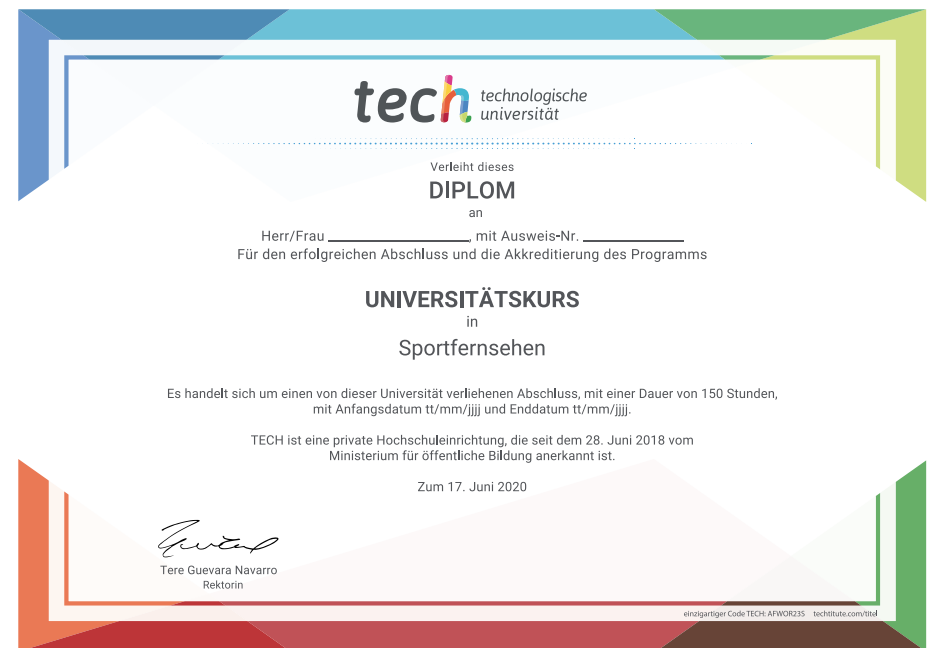 tech technologische
universität
Verleiht dieses
DIPLOM
an
Herr/Frau ____________________, mit Ausweis-Nr. ______________
Für den erfolgreichen Abschluss und die Akkreditierung des Programms
UNIVERSITÄTSKURS
in
Sportfernsehen
Es handelt sich um einen von dieser Universität verliehenen Abschluss, mit einer Dauer von 150 Stunden,
mit Anfangsdatum tt/mm/jjjj und Enddatum tt/mm/jjjj.
TECH ist eine private Hochschuleinrichtung, die seit dem 28. Juni 2018 vom
Ministerium für öffentliche Bildung anerkannt ist.
Zum 17. Juni 2020
Tere Guevara Navarro
Rektorin
einzigartiger Code TECH: AFWOR23S techtitute.com/titel